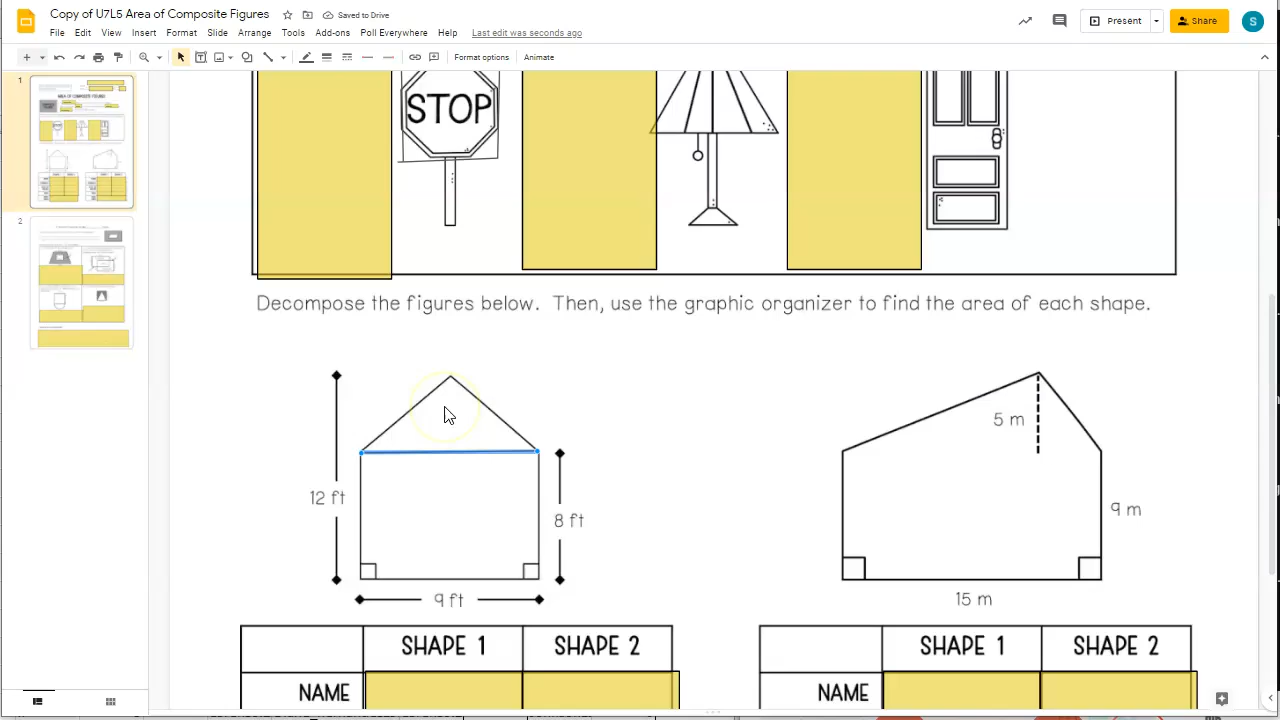 Copy of U7L5 Area of Composite Figures
Saved to Drive
File Edit View Insert Format Slide Arrange Tools Add-ons Poll Everywhere Help Last edit was seconds ago
Present
Share
S
Format options Animate
1
2
STOP
Decompose the figures below. Then, use the graphic organizer to find the area of each shape.
12 ft
8 ft
9 ft
5 m
9 m
15 m
SHAPE 1 SHAPE 2
NAME
SHAPE 1 SHAPE 2
NAME